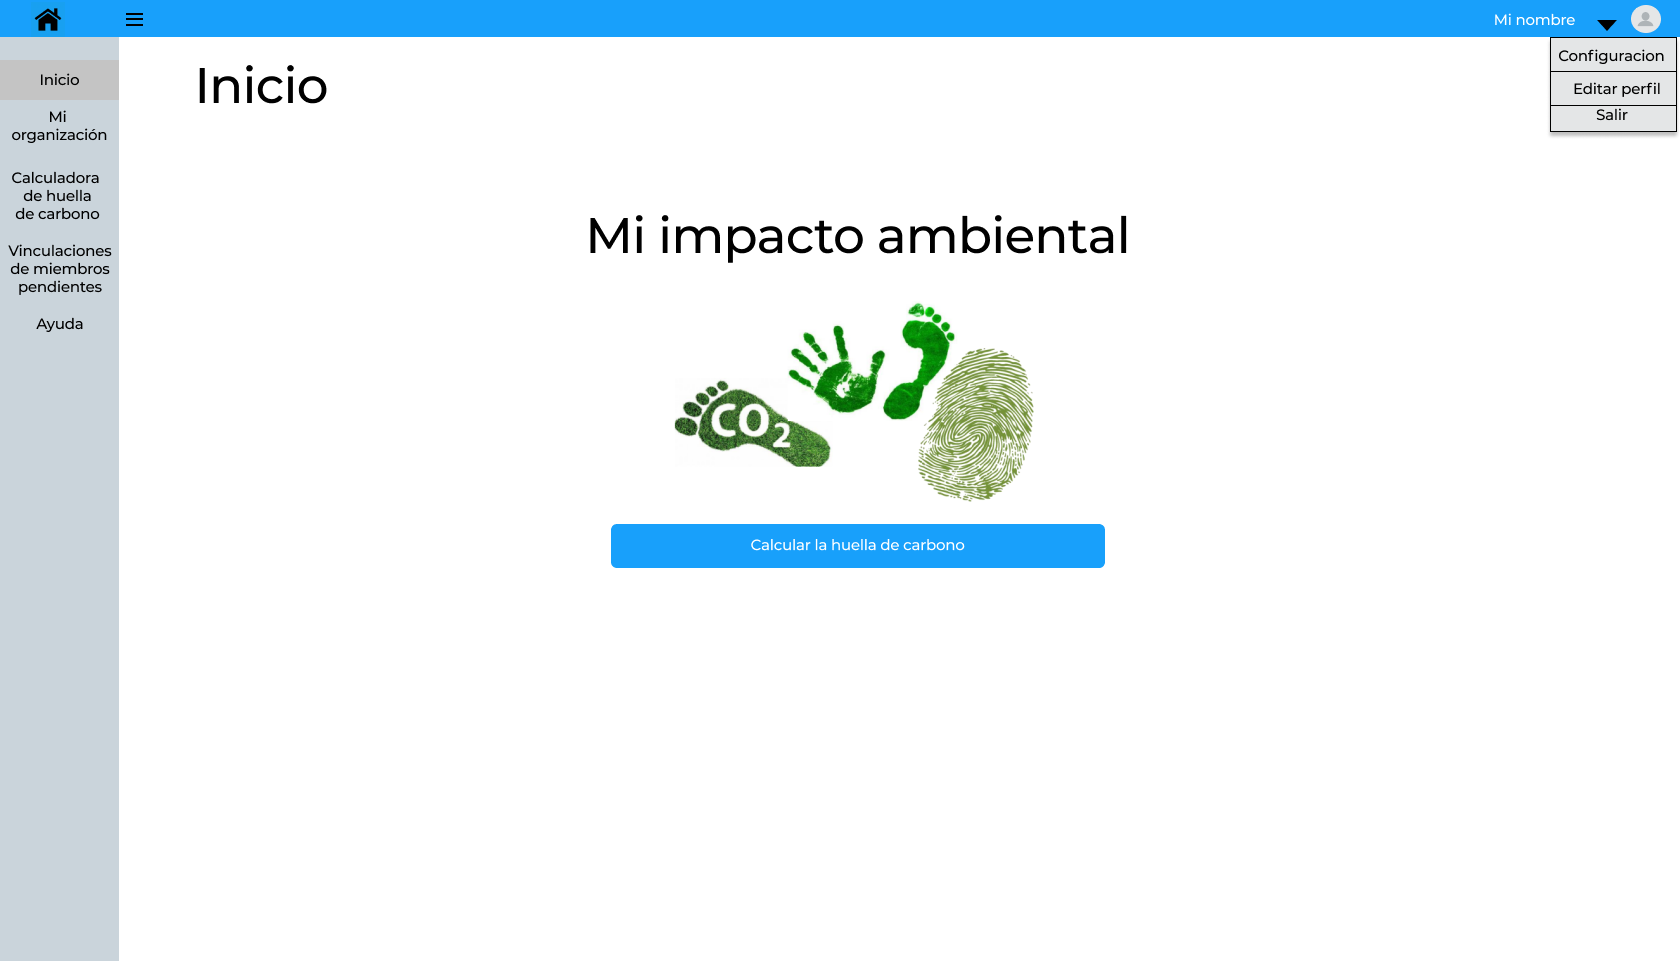 Mi nombre
Configuracion
Editar perfil
Salir
Inicio
Mi
organización
Calculadora
de huella
de carbono
Vinculaciones
de miembros
pendientes
Ayuda
Inicio
Mi impacto ambiental
CO2
Calcular la huella de carbono